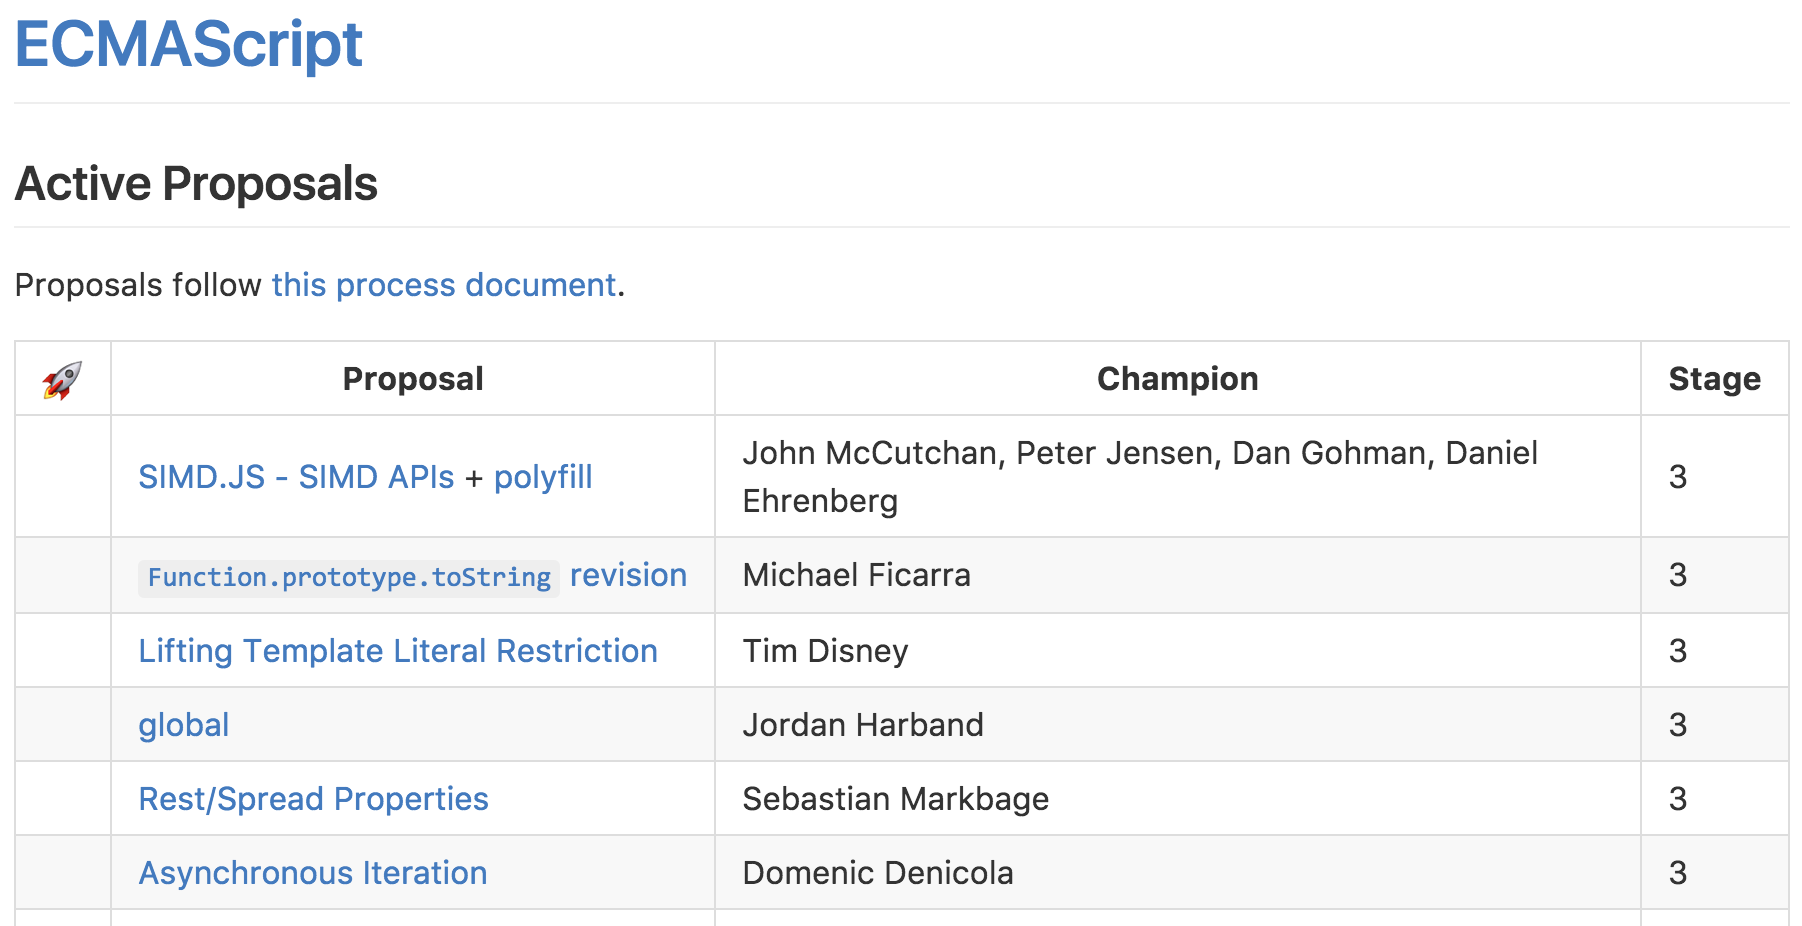 ECMAScript
Active Proposals
Proposals follow this process document.
Proposal Champion Stage
SIMD.JS - SIMD APIs + polyfill John McCutchan, Peter Jensen, Dan Gohman, Daniel Ehrenberg 3
Function.prototype.toString revision Michael Ficarra 3
Lifting Template Literal Restriction Tim Disney 3
global Jordan Harband 3
Rest/Spread Properties Sebastian Markbage 3
Asynchronous Iteration Domenic Denicola 3